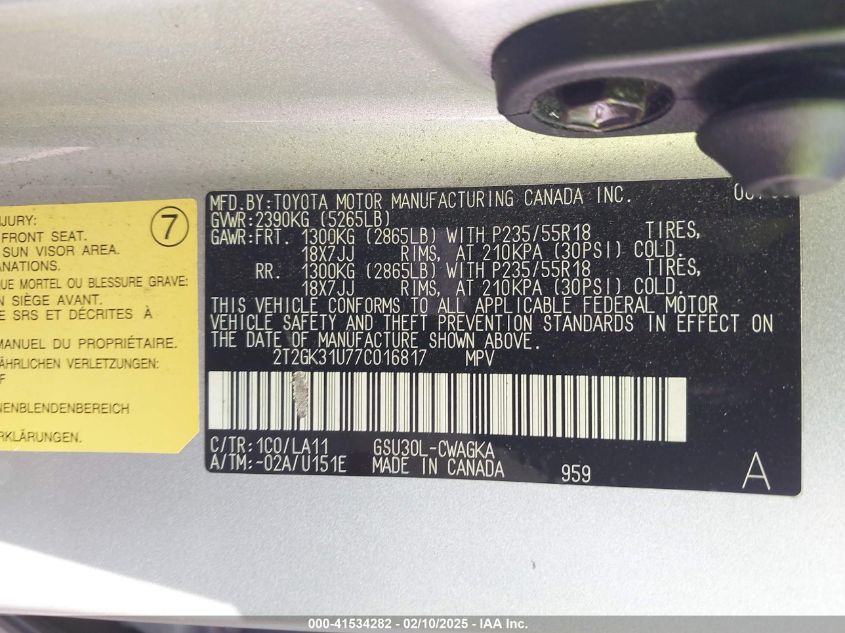 NJURY:
FRONT SEAT.
SUN VISOR AREA.
ANATIONS.
QUE MORTEL OU BLESSURE GRAVE:
N SIÈGE AVANT.
E SRS ET DÉCRITES À
MANUEL DU PROPRIÉTAIRE.
ÄHRLICHEN VERLETZUNGEN:
F
NENBLENDENBEREICH
ERKLÄRUNG.
7
MFD.BY:TOYOTA MOTOR MANUFACTURING CANADA INC.
GVWR:2390KG (5265LB)
GAWR:FRT. 1300KG (2865LB) WITH P235/55R18 TIRES,
18X7JJ RIMS, AT 210KPA (30PSI) COLD.
RR. 1300KG (2865LB) WITH P235/55R18 TIRES,
18X7JJ RIMS, AT 210KPA (30PSI) COLD.
THIS VEHICLE CONFORMS TO ALL APPLICABLE FEDERAL MOTOR
VEHICLE SAFETY AND THEFT PREVENTION STANDARDS IN EFFECT ON
THE DATE OF MANUFACTURE SHOWN ABOVE.
2T2GK31U77C016817 MPV
C/TR:1C0/LA11 GSU30L-CWAGKA
A/TM:-02A/U151E MADE IN CANADA 959 A
000-41534282 - 02/10/2025 - IAA Inc.